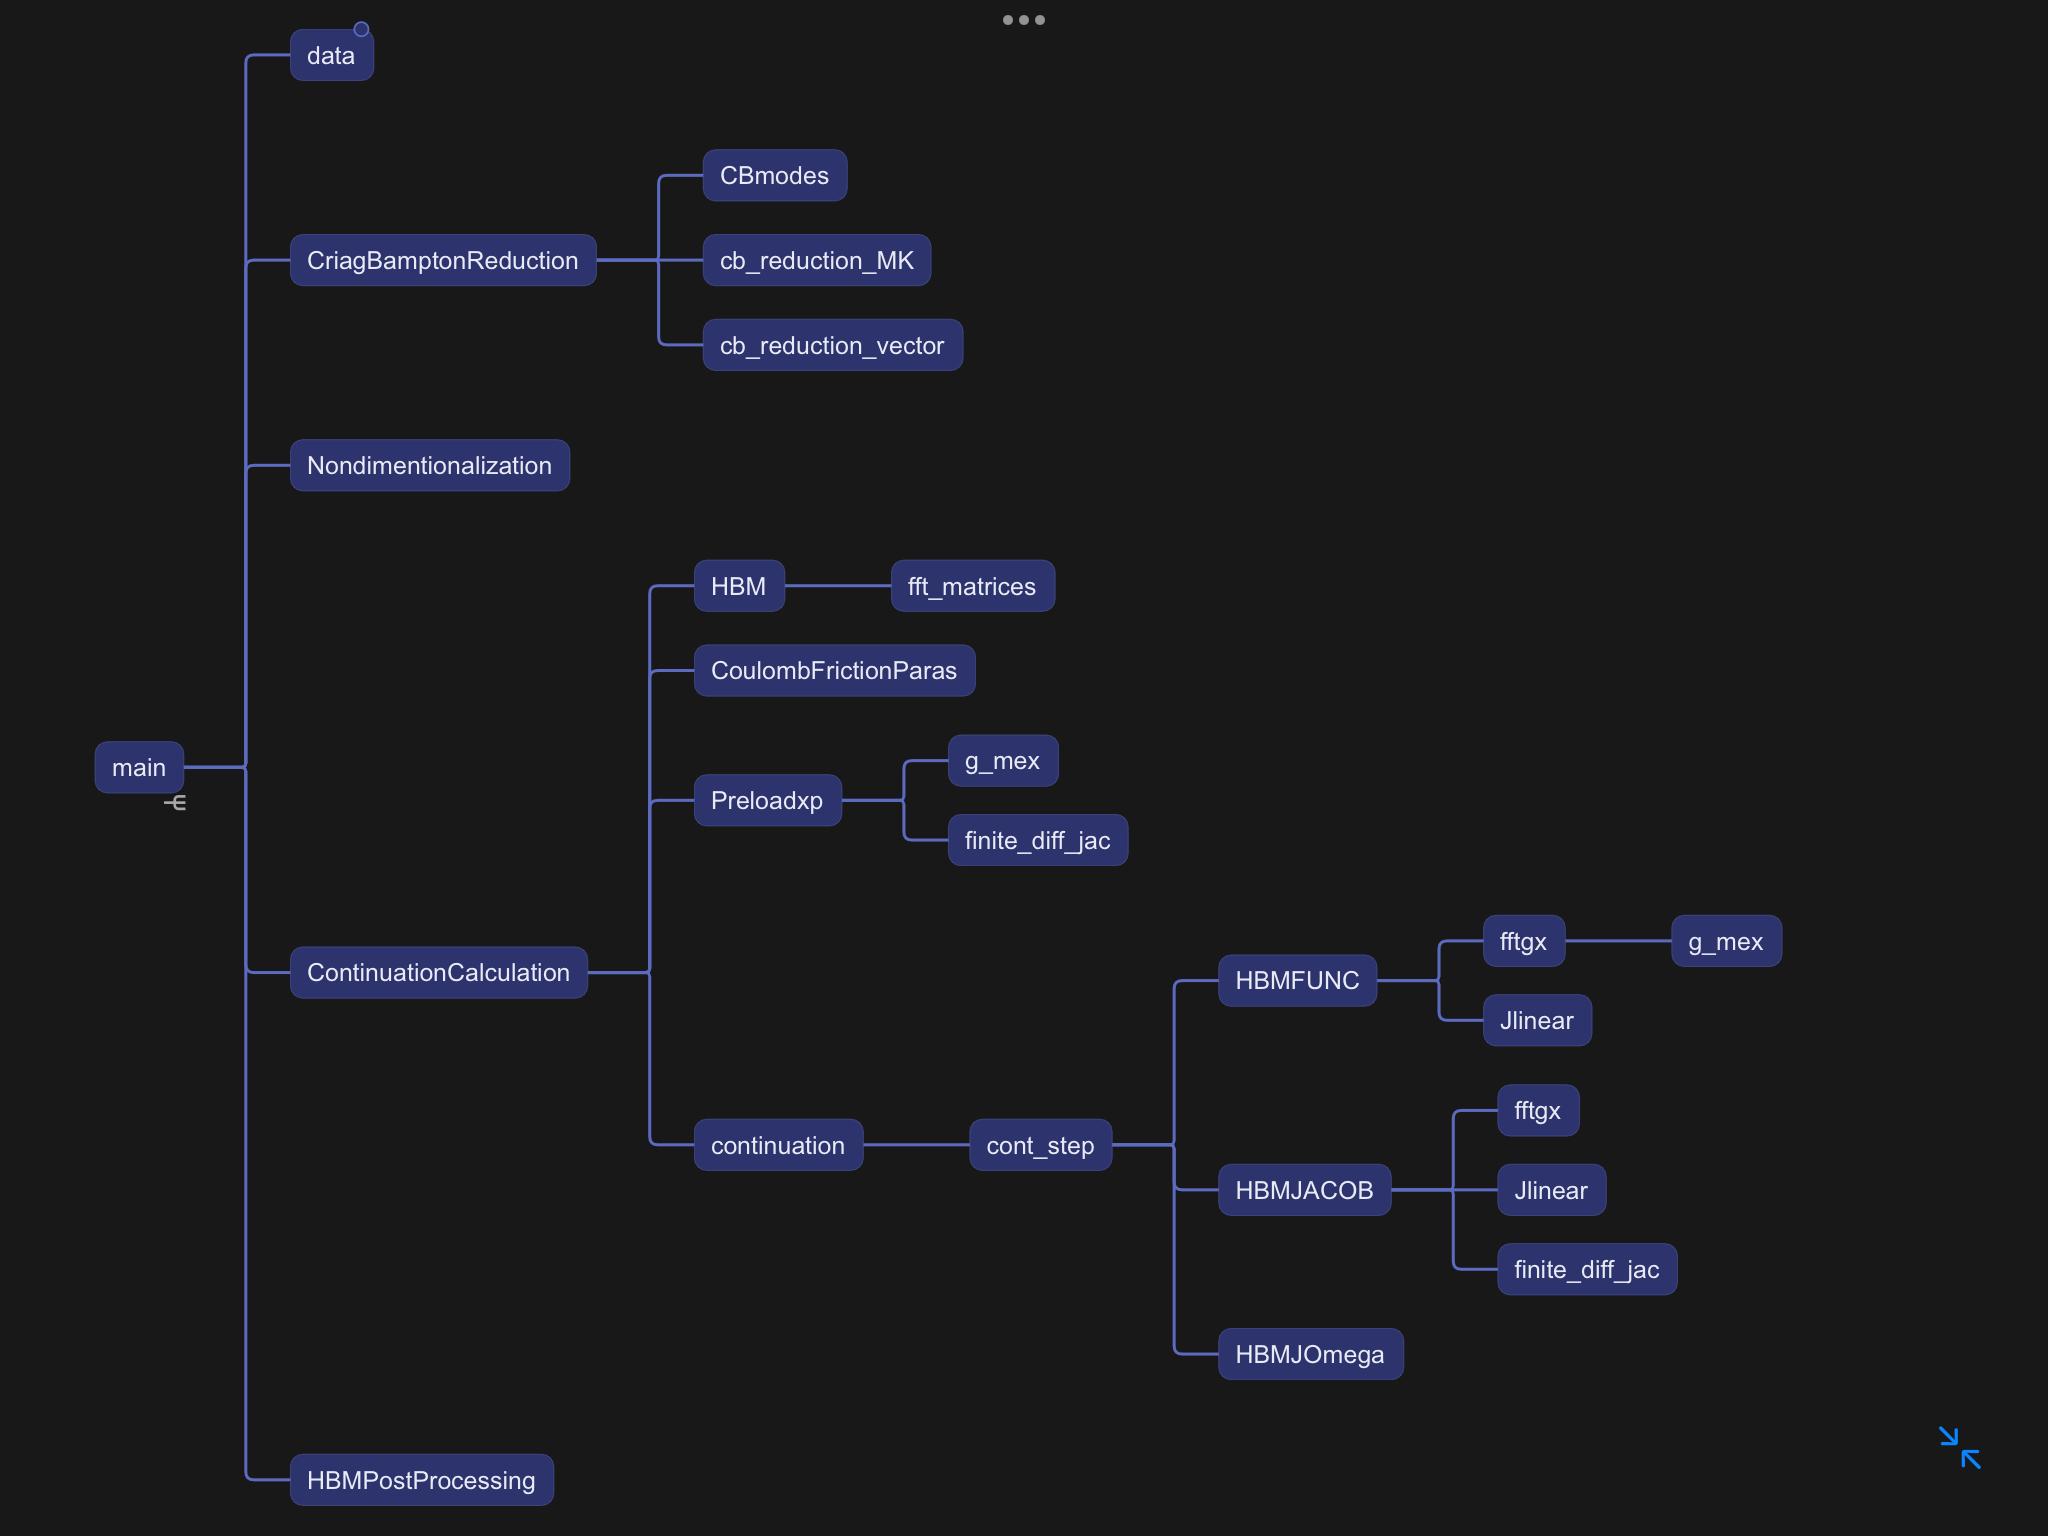 data
CBmodes
CriagBamptonReduction
cb_reduction_MK
cb_reduction_vector
Nondimentionalization
HBM
fft_matrices
CoulombFrictionParas
main
g_mex
Preloadxp
finite_diff_jac
ContinuationCalculation
fftgx
g_mex
HBMFUNC
Jlinear
continuation
cont_step
fftgx
HBMJACOB
Jlinear
finite_diff_jac
HBMJOmega
HBMPostProcessing